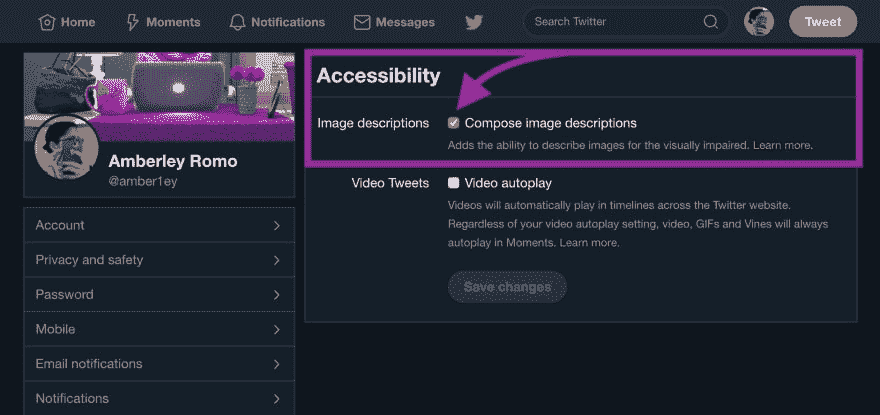 Home Moments Notifications Messages Search Twitter Tweet
Accessibility
Image descriptions Compose image descriptions
Adds the ability to describe images for the visually impaired. Learn more.
Amberley Romo
@amber1ey
Video Tweets Video autoplay
Videos will automatically play in timelines across the Twitter website.
Regardless of your video autoplay setting, video, GIFs and Vines will always
autoplay in Moments. Learn more.
Save changes
Account
Privacy and safety
Password
Mobile
Email notifications
Notifications